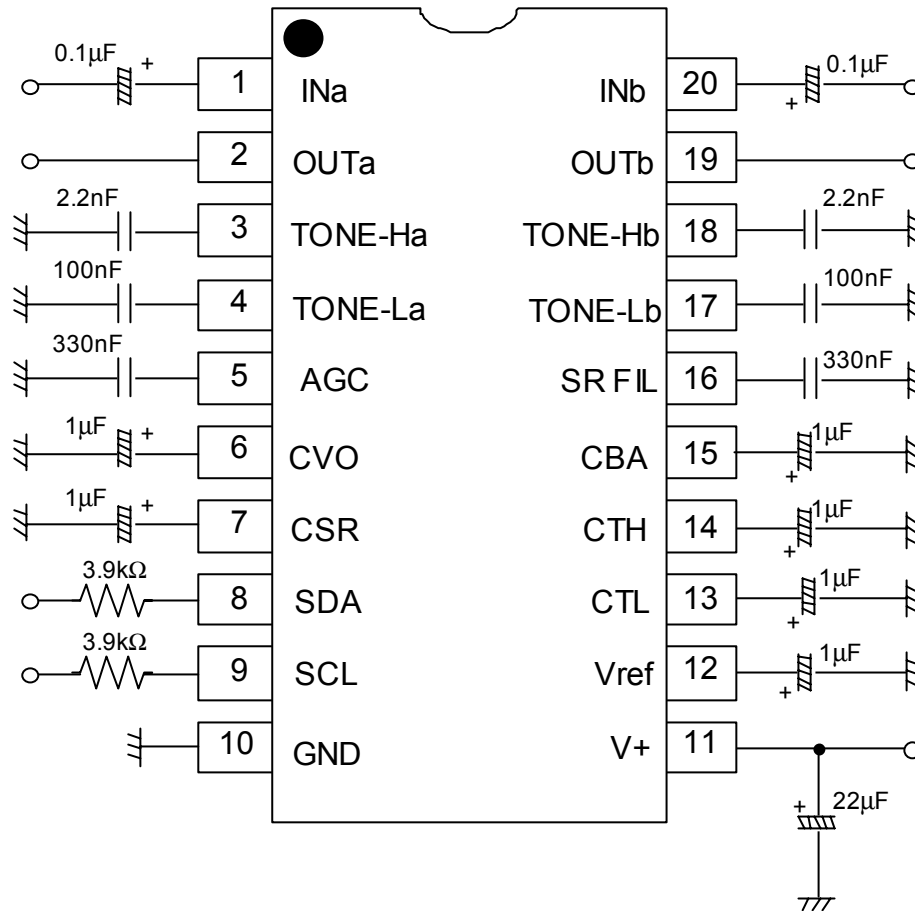 0.1μF + 1 INa INb 20 + 0.1μF
2 OUTa OUTb 19
2.2nF 3 TONE-Ha TONE-Hb 18 2.2nF
100nF 4 TONE-La TONE-Lb 17 100nF
330nF 5 AGC SR FIL 16 330nF
1μF + 6 CVO CBA 15 + 1μF
1μF + 7 CSR CTH 14 + 1μF
3.9kΩ 8 SDA CTL 13 + 1μF
3.9kΩ 9 SCL Vref 12 + 1μF
10 GND V+ 11
+ 22μF